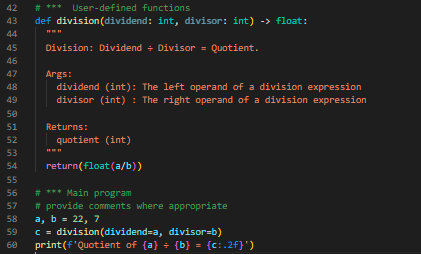 42 # ***  User-defined functions
43 def division(dividend: int, divisor: int) -> float:
44   """
45   Division: Dividend ÷ Divisor = Quotient.
46
47   Args:
48     dividend (int): The left operand of a division expression
49     divisor (int) : The right operand of a division expression
50
51   Returns:
52     quotient (int)
53   """
54   return(float(a/b))
55
56 # *** Main program
57 # provide comments where appropriate
58 a, b = 22, 7
59 c = division(dividend=a, divisor=b)
60 print(f'Quotient of {a} ÷ {b} = {c:.2f}')